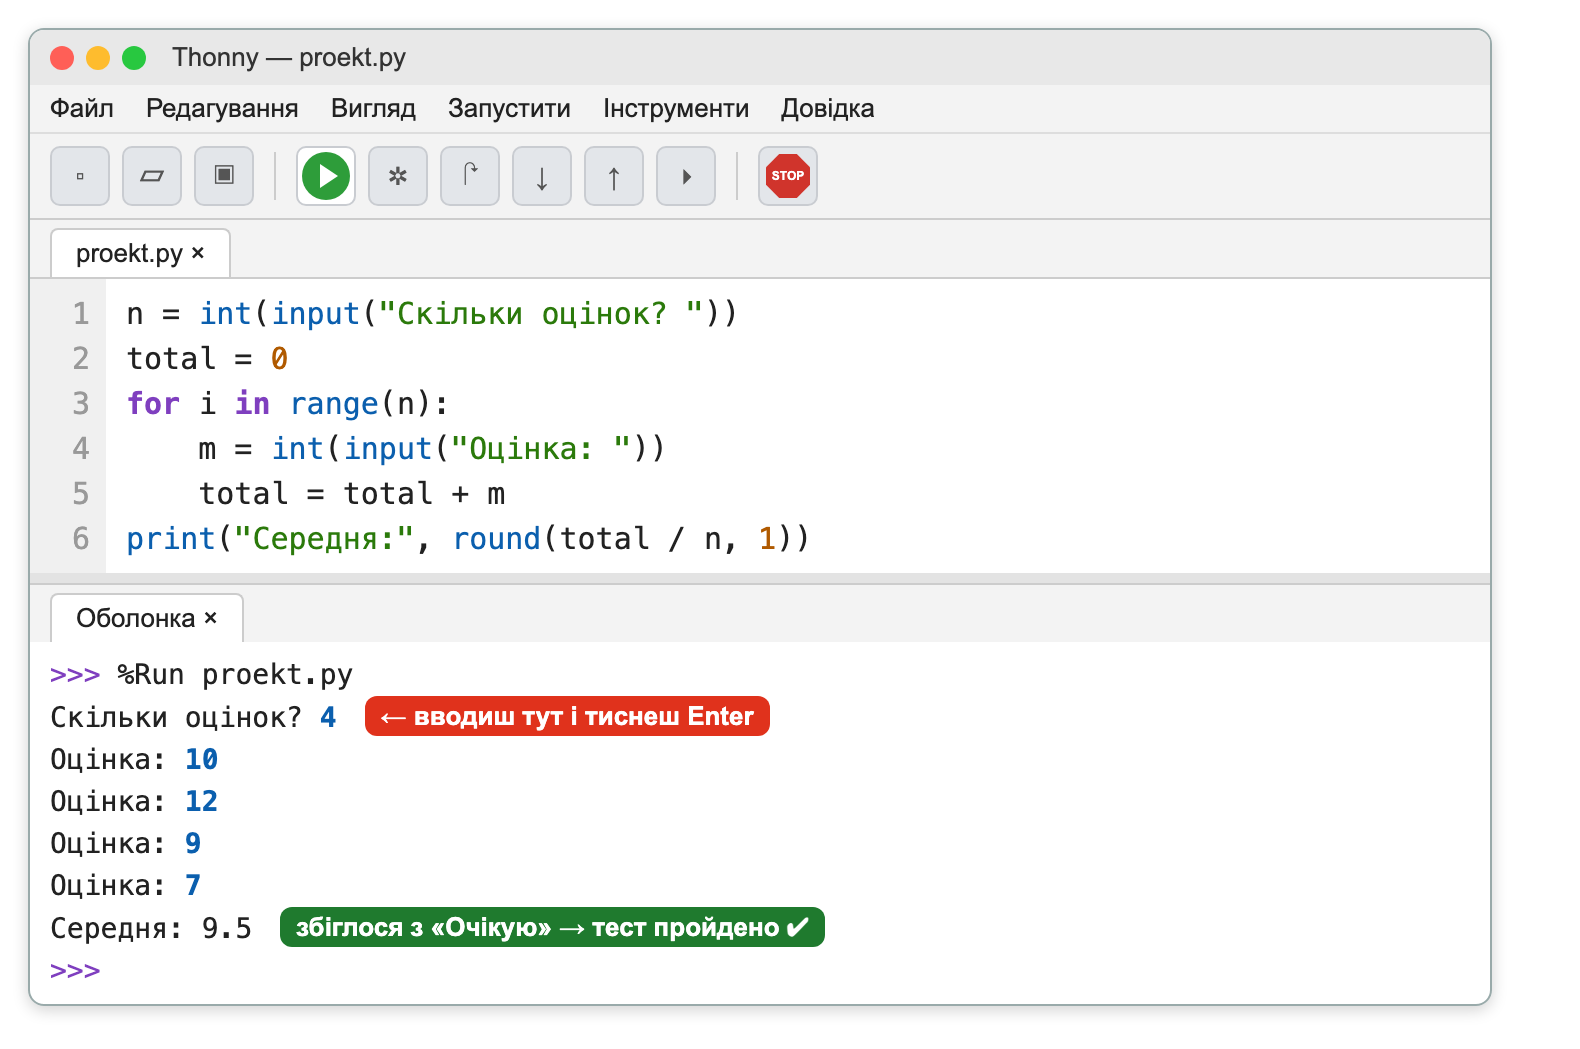 Thonny — proekt.py
Файл Редагування Вигляд Запустити Інструменти Довідка
STOP
proekt.py ×
1 n = int(input("Скільки оцінок? "))
2 total = 0
3 for i in range(n):
4     m = int(input("Оцінка: "))
5     total = total + m
6 print("Середня:", round(total / n, 1))
Оболонка ×
>>> %Run proekt.py
Скільки оцінок? 4 ← вводиш тут і тиснеш Enter
Оцінка: 10
Оцінка: 12
Оцінка: 9
Оцінка: 7
Середня: 9.5 збіглося з «Очікую» → тест пройдено ✔
>>>